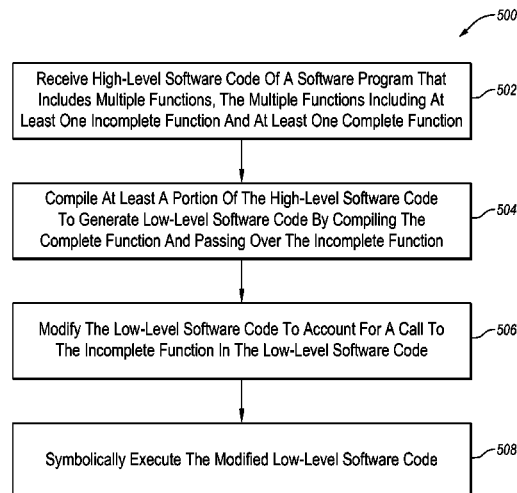 500
Receive High-Level Software Code Of A Software Program That
Includes Multiple Functions, The Multiple Functions Including At
Least One Incomplete Function And At Least One Complete Function
502
Compile At Least A Portion Of The High-Level Software Code
To Generate Low-Level Software Code By Compiling The
Complete Function And Passing Over The Incomplete Function
504
Modify The Low-Level Software Code To Account For A Call To
The Incomplete Function In The Low-Level Software Code
506
Symbolically Execute The Modified Low-Level Software Code
508